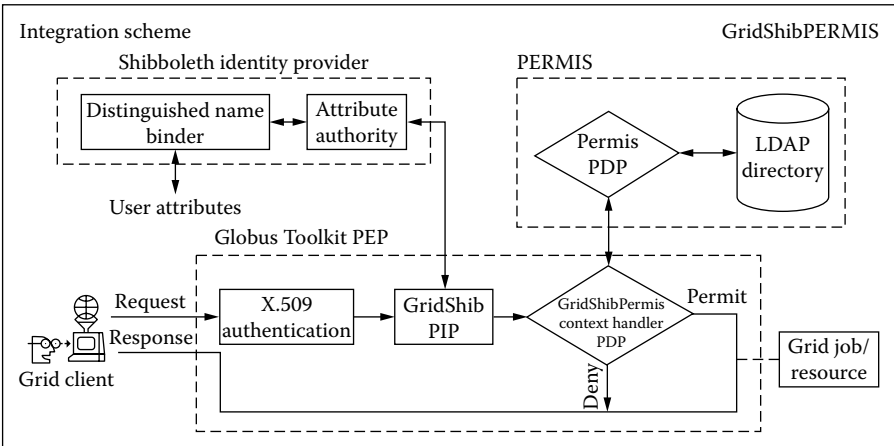 Integration scheme
GridShibPERMIS
Shibboleth identity provider
PERMIS
Distinguished name
binder
Attribute
authority
Permis
PDP
LDAP
directory
User attributes
Globus Toolkit PEP
Request
X.509
authentication
GridShib
PIP
GridShibPermis
context handler
PDP
Permit
Response
Grid client
Deny
Grid job/
resource